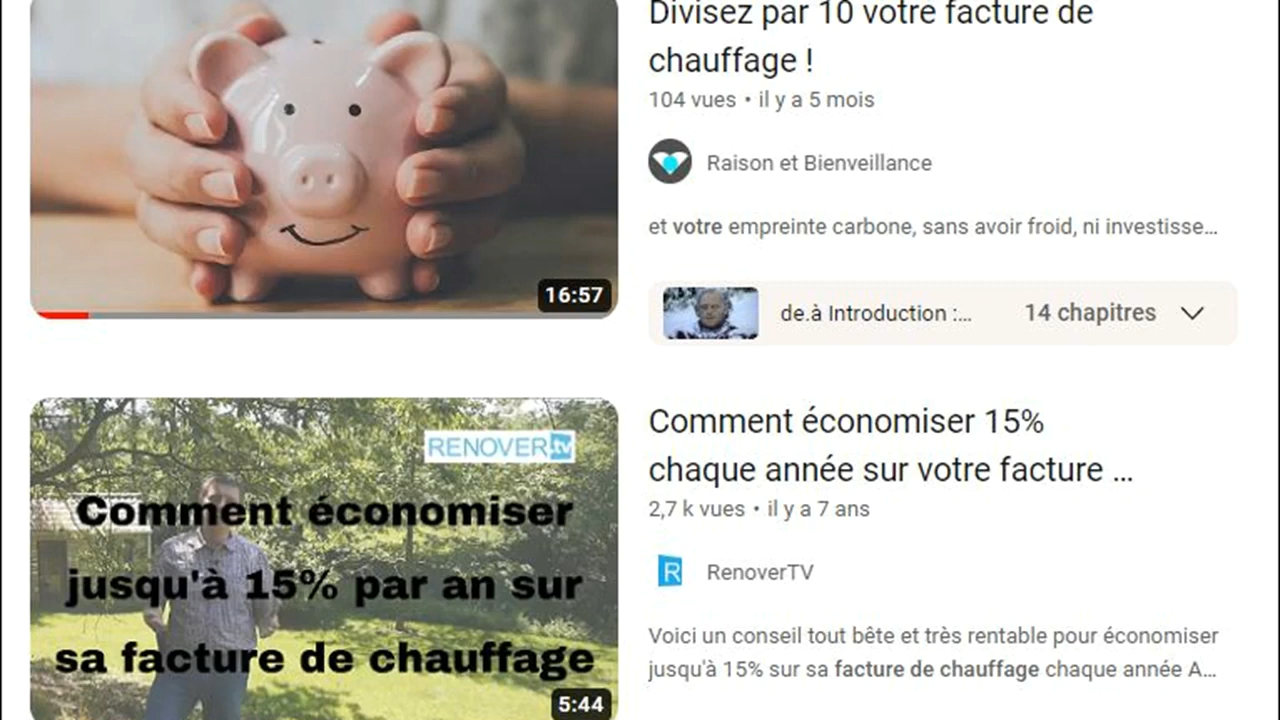 Divisez par 10 votre facture de
chauffage !
104 vues • il y a 5 mois
Raison et Bienveillance
et votre empreinte carbone, sans avoir froid, ni investisse...
16:57
de.à Introduction :...
14 chapitres
RENOVER.tv
Comment économiser
jusqu'à 15% par an sur
sa facture de chauffage
5:44
Comment économiser 15%
chaque année sur votre facture ...
2,7 k vues • il y a 7 ans
R
RenoverTV
Voici un conseil tout bête et très rentable pour économiser
jusqu'à 15% sur sa facture de chauffage chaque année A...